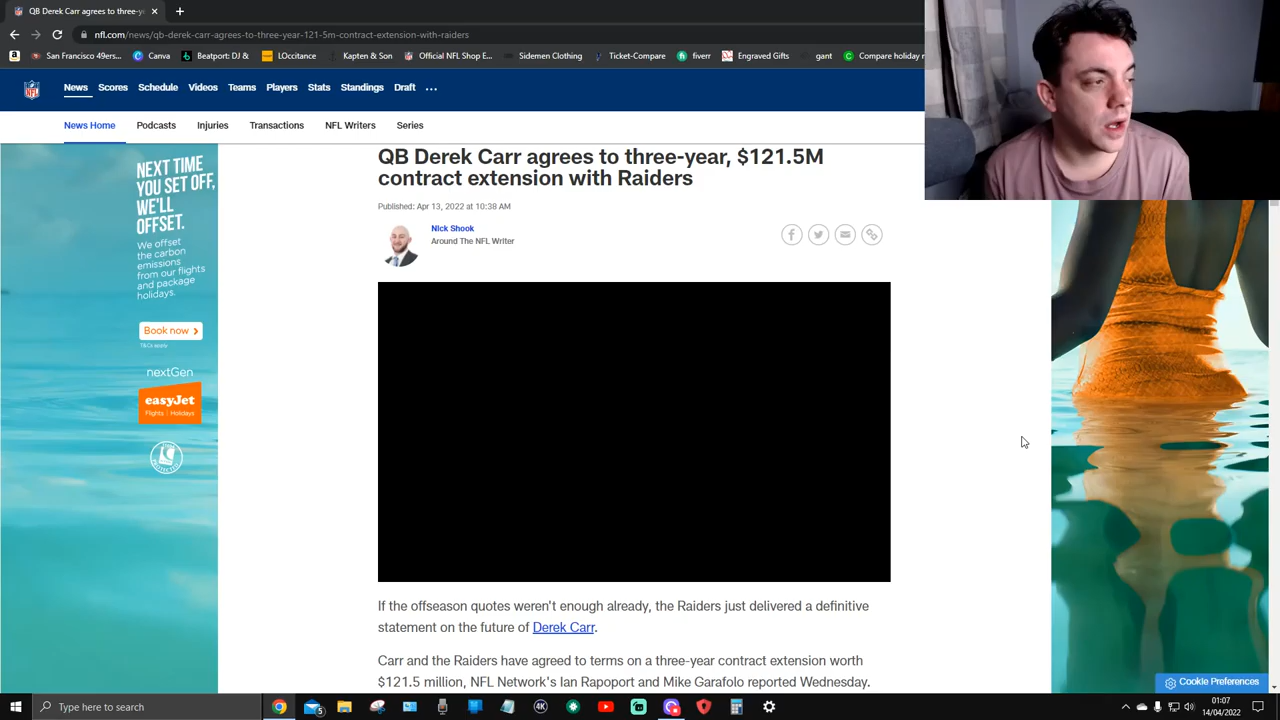 QB Derek Carr agrees to three-ye
nfl.com/news/qb-derek-carr-agrees-to-three-year-121-5m-contract-extension-with-raiders
San Francisco 49ers... Canva Beatport: DJ & LOccitance Kapten & Son Official NFL Shop E... Sidemen Clothing Ticket-Compare fiverr Engraved Gifts gant Compare holiday
NFL
News Scores Schedule Videos Teams Players Stats Standings Draft ...
News Home Podcasts Injuries Transactions NFL Writers Series
NEXT TIME
YOU SET OFF,
WE'LL
OFFSET.
We offset
the carbon
emissions
from our flights
and package
holidays.
Book now >
T&Cs apply
nextGen
easyJet
Flights | Holidays
PROTECTED
QB Derek Carr agrees to three-year, $121.5M
contract extension with Raiders
Published: Apr 13, 2022 at 10:38 AM
Nick Shook
Around The NFL Writer
If the offseason quotes weren't enough already, the Raiders just delivered a definitive
statement on the future of Derek Carr.
Carr and the Raiders have agreed to terms on a three-year contract extension worth
$121.5 million, NFL Network's Ian Rapoport and Mike Garafolo reported Wednesday.
Cookie Preferences
Type here to search
01:07
14/04/2022